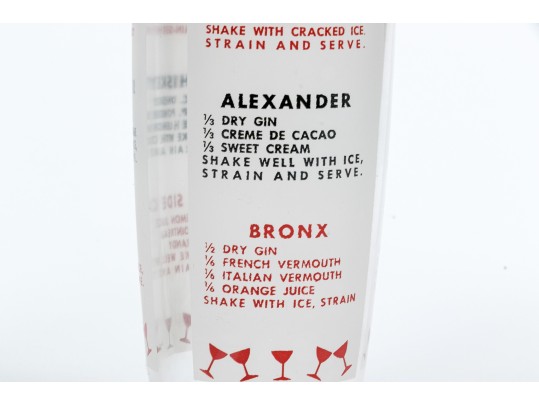 SHAKE WITH CRACKED ICE.
STRAIN AND SERVE.
ALEXANDER
⅓ DRY GIN
⅓ CREME DE CACAO
⅓ SWEET CREAM
SHAKE WELL WITH ICE,
STRAIN AND SERVE.
BRONX
½ DRY GIN
⅙ FRENCH VERMOUTH
⅙ ITALIAN VERMOUTH
⅙ ORANGE JUICE
SHAKE WITH ICE, STRAIN